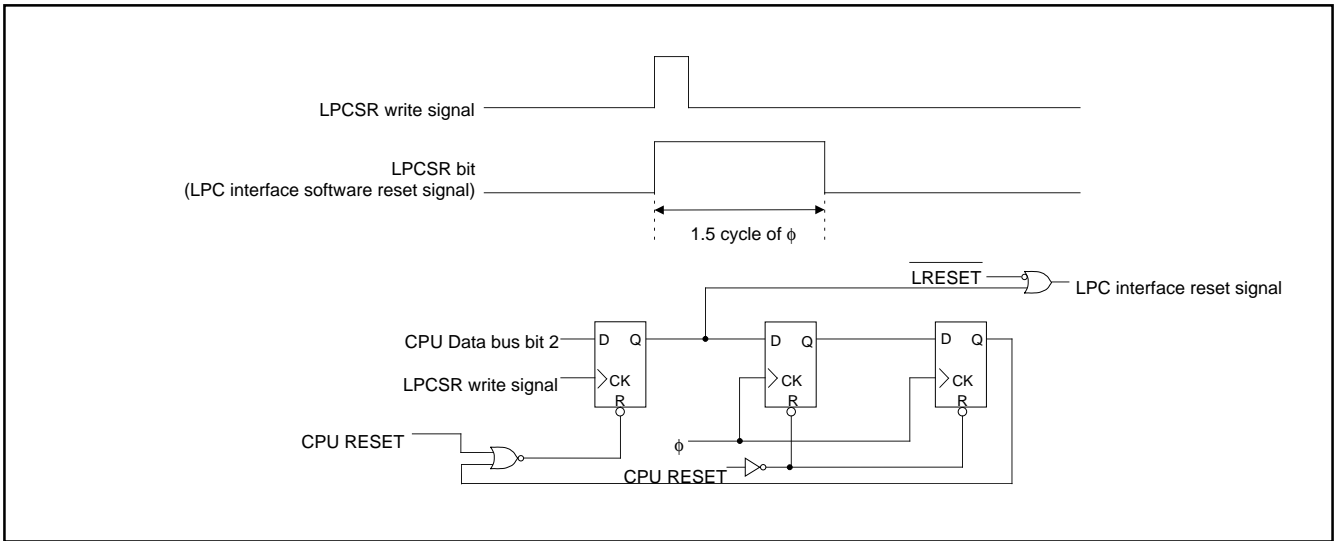 LPCSR write signal
LPCSR bit
(LPC interface software reset signal)
1.5 cycle of ϕ
LRESET
LPC interface reset signal
CPU Data bus bit 2
D Q
D Q
D Q
LPCSR write signal
CK
CK
CK
R
R
R
CPU RESET
ϕ
CPU RESET